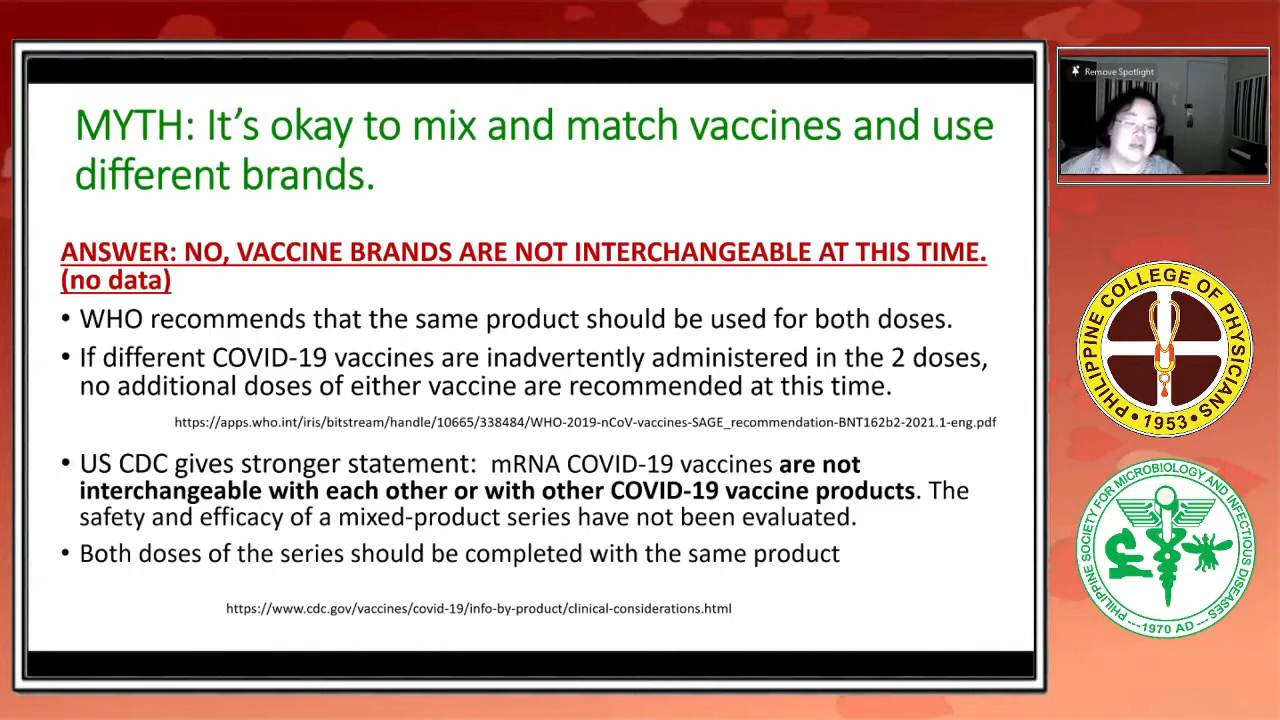 MYTH: It's okay to mix and match vaccines and use
different brands.
ANSWER: NO, VACCINE BRANDS ARE NOT INTERCHANGEABLE AT THIS TIME.
(no data)
• WHO recommends that the same product should be used for both doses.
• If different COVID-19 vaccines are inadvertently administered in the 2 doses,
no additional doses of either vaccine are recommended at this time.
https://apps.who.int/iris/bitstream/handle/10665/338484/WHO-2019-nCoV-vaccines-SAGE_recommendation-BNT162b2-2021.1-eng.pdf
• US CDC gives stronger statement: mRNA COVID-19 vaccines are not
interchangeable with each other or with other COVID-19 vaccine products. The
safety and efficacy of a mixed-product series have not been evaluated.
• Both doses of the series should be completed with the same product
https://www.cdc.gov/vaccines/covid-19/info-by-product/clinical-considerations.html
Remove Spotlight
PHILIPPINE COLLEGE OF PHYSICIANS
• 1953 •
PHILIPPINE SOCIETY FOR MICROBIOLOGY AND INFECTIOUS DISEASES
---1970 AD---